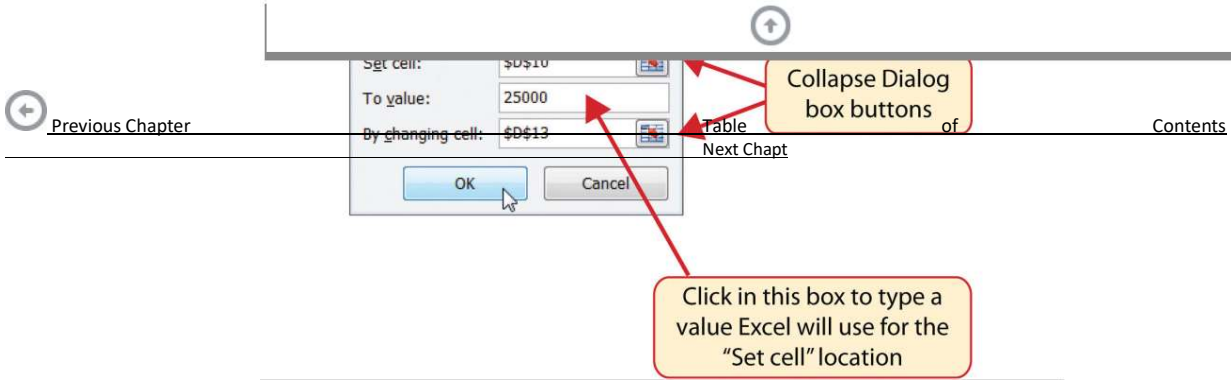 Set cell: $D$10
Collapse Dialog
box buttons
To value: 25000
Previous Chapter
By changing cell: $D$13
Table of Contents
Next Chapt
OK Cancel
Click in this box to type a
value Excel will use for the
“Set cell” location